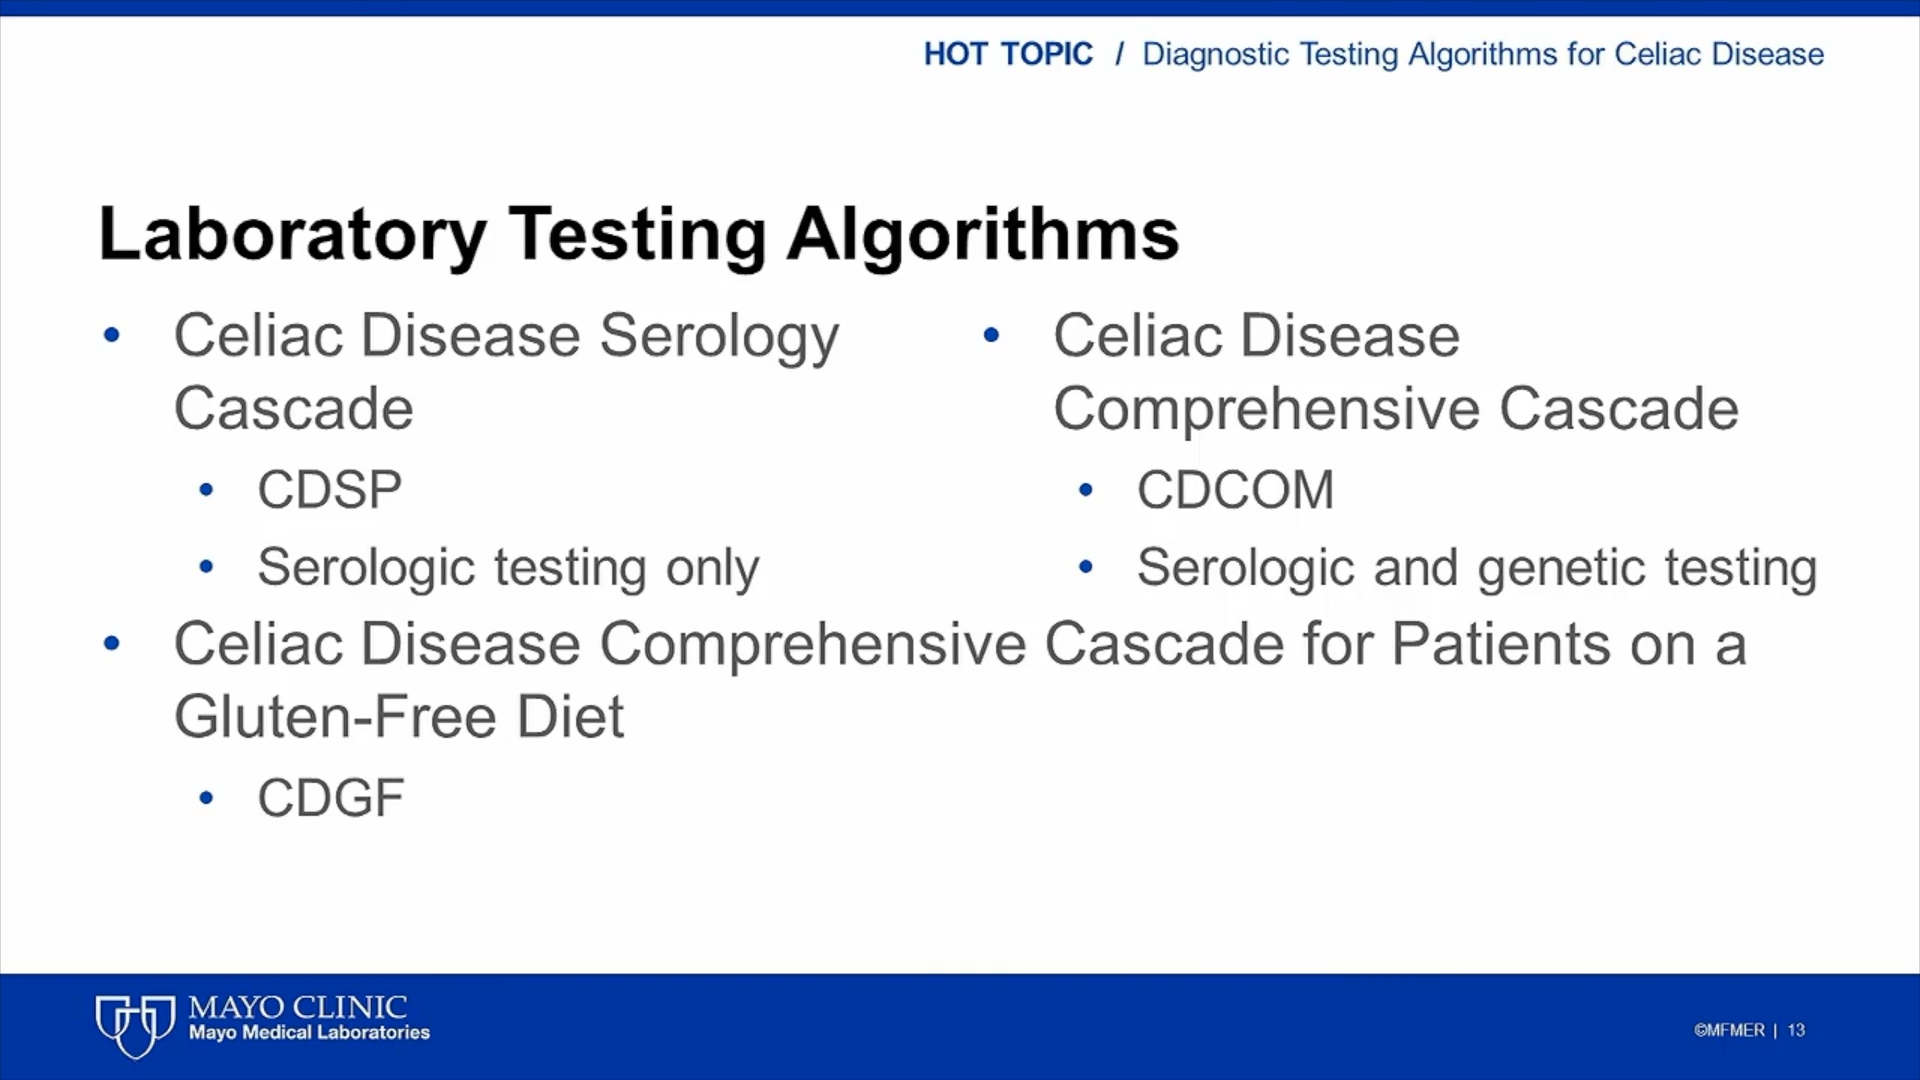 HOT TOPIC / Diagnostic Testing Algorithms for Celiac Disease
Laboratory Testing Algorithms
• Celiac Disease Serology
Cascade
• CDSP
• Serologic testing only
• Celiac Disease
Comprehensive Cascade
• CDCOM
• Serologic and genetic testing
• Celiac Disease Comprehensive Cascade for Patients on a
Gluten-Free Diet
• CDGF
MAYO CLINIC
Mayo Medical Laboratories
©MFMER | 13